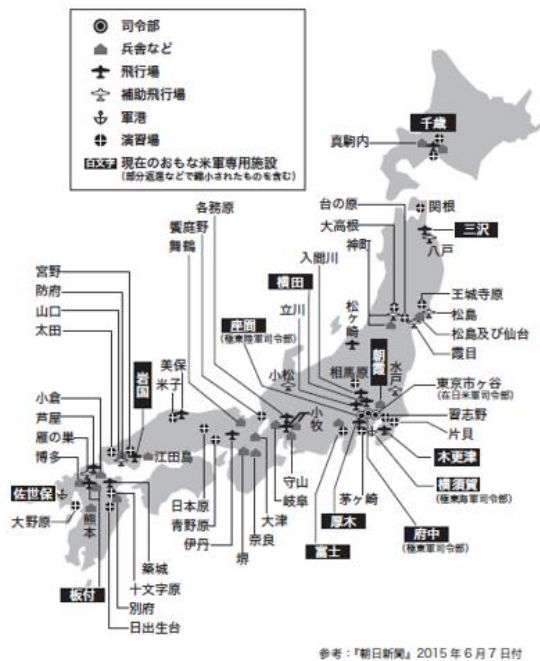 司令部
兵舎など
飛行場
補助飛行場
軍港
演習場
白文字 現在のおもな米軍専用施設
(部分返還などで縮小されたものを含む)
千歳
真駒内
各務原
饗庭野
舞鶴
台の原
大高根
神町
関根
三沢
八戸
入間川
横田
立川
座間
(極東陸軍司令部)
松ヶ崎
王城寺原
松島
松島及び仙台
霞目
宮野
防府
山口
太田
岩国
美保
米子
小松
相馬原
朝霞
水戸
東京市ヶ谷
(在日米軍司令部)
習志野
片貝
小倉
芦屋
雁の巣
博多
佐世保
大野原
熊本
江田島
小牧
守山
岐阜
木更津
横須賀
(極東海軍司令部)
茅ヶ崎
厚木
富士
府中
(極東軍司令部)
日本原
青野原
伊丹
堺
奈良
大津
板付
築城
十文字原
別府
日出生台
参考:『朝日新聞』2015年6月7日付